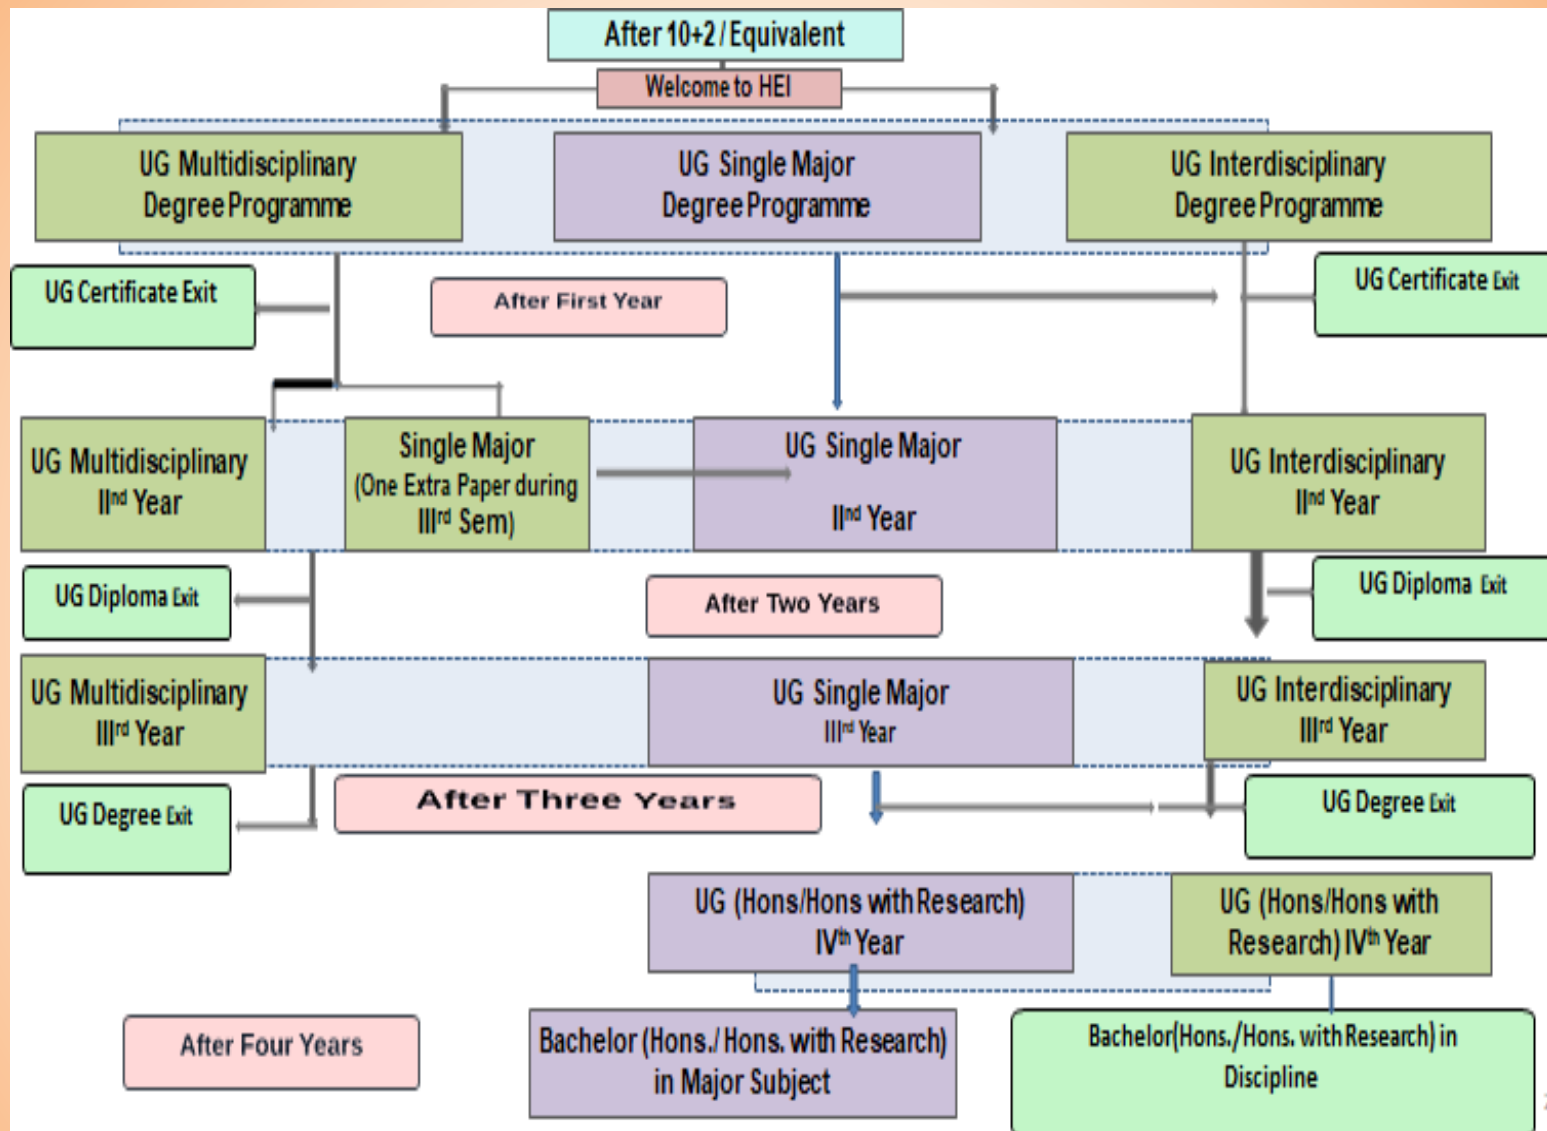 After 10+2 / Equivalent
Welcome to HEI
UG Multidisciplinary
Degree Programme
UG Single Major
Degree Programme
UG Interdisciplinary
Degree Programme
UG Certificate Exit
After First Year
UG Certificate Exit
UG Multidisciplinary
IInd Year
Single Major
(One Extra Paper during
IIIrd Sem)
UG Single Major
IInd Year
UG Interdisciplinary
IInd Year
UG Diploma Exit
After Two Years
UG Diploma Exit
UG Multidisciplinary
IIIrd Year
UG Single Major
IIIrd Year
UG Interdisciplinary
IIIrd Year
UG Degree Exit
After Three Years
UG Degree Exit
UG (Hons/Hons with Research)
IVth Year
UG (Hons/Hons with
Research) IVth Year
After Four Years
Bachelor (Hons./ Hons. with Research)
in Major Subject
Bachelor(Hons./Hons. with Research) in
Discipline